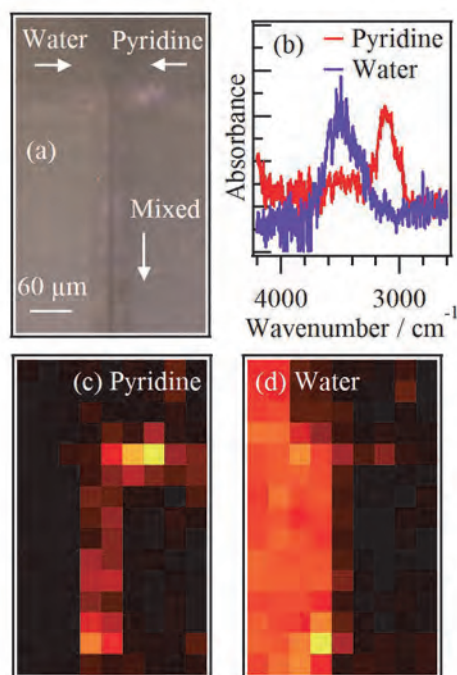 Water Pyridine
(a)
Mixed
60 μm
(b) Pyridine
Water
Absorbance
4000 3000
Wavenumber / cm-1
(c) Pyridine
(d) Water